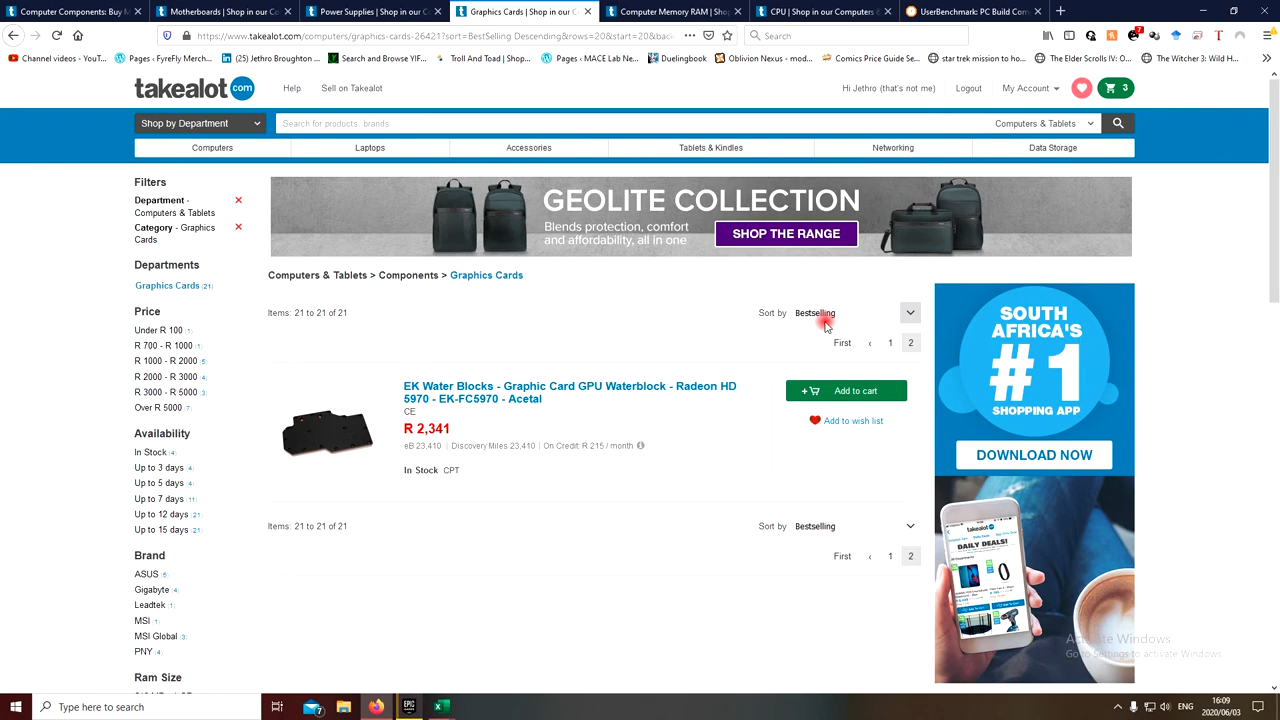 Computer Components: Buy M
Motherboards | Shop in our Co
Power Supplies | Shop in our C
Graphics Cards | Shop in our C
Computer Memory RAM | Shop
CPU | Shop in our Computers &
UserBenchmark: PC Build Com
https://www.takealot.com/computers/graphics-cards-26427?sort=BestSelling Descending&rows=20&start=20&back
Search
Channel videos - YouT...
Pages - FyreFly Merch...
(25) Jethro Broughton ...
Search and Browse YIF...
Troll And Toad | Shop...
Pages - MACE Lab Ne...
Duelingbook
Oblivion Nexus - mod...
Comics Price Guide Se...
star trek mission to ho...
The Elder Scrolls IV: O...
The Witcher 3: Wild H...
takealot com
Help
Sell on Takealot
Hi Jethro (that's not me)
Logout
My Account
3
Shop by Department
Search for products, brands
Computers & Tablets
Computers
Laptops
Accessories
Tablets & Kindles
Networking
Data Storage
Filters
Department -
Computers & Tablets
Category - Graphics
Cards
Departments
Graphics Cards (21)
Price
Under R 100 (1)
R 700 - R 1000 (1)
R 1000 - R 2000 (5)
R 2000 - R 3000 (4)
R 3000 - R 5000 (3)
Over R 5000 (7)
Availability
In Stock (4)
Up to 3 days (4)
Up to 5 days (4)
Up to 7 days (11)
Up to 12 days (21)
Up to 15 days (21)
Brand
ASUS (5)
Gigabyte (4)
Leadtek (1)
MSI (1)
MSI Global (3)
PNY (4)
Ram Size
GEOLITE COLLECTION
Blends protection, comfort
and affordability, all in one
SHOP THE RANGE
Computers & Tablets > Components > Graphics Cards
Items: 21 to 21 of 21
Sort by Bestselling
First ‹ 1 2
EK Water Blocks - Graphic Card GPU Waterblock - Radeon HD
5970 - EK-FC5970 - Acetal
CE
R 2,341
eB 23,410 | Discovery Miles 23,410 | On Credit: R 215 / month
In Stock CPT
Add to cart
Add to wish list
Items: 21 to 21 of 21
Sort by Bestselling
First ‹ 1 2
SOUTH
AFRICA'S
#1
SHOPPING APP
DOWNLOAD NOW
takealot
DAILY DEALS!
Activate Windows
Go to Settings to activate Windows.
Type here to search
7
EPIC
ENG
16:09
2020/06/03